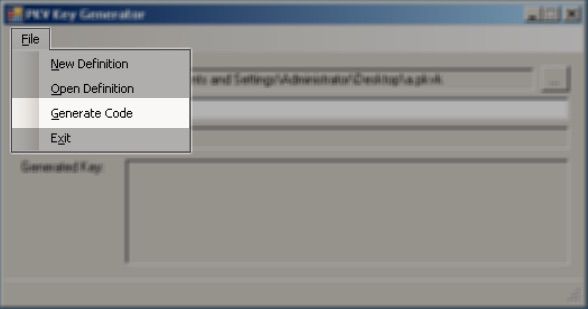 PKV Key Generator
File
New Definition
Open Definition
nts and Settings\Administrator\Desktop\a.pkvk
...
Generate Code
Exit
Generated Key: